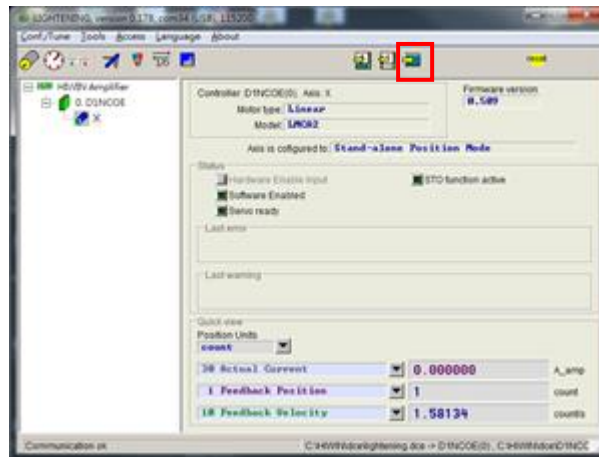 LIGHTENING, version 0.178, com34 (USB), 115200
Conf./Tune Tools Access Language About
reset
HIWIN Amplifier
0. D1NCOE
X
Controller D1NCOE(0), Axis: X
Motor type: Linear
Model: LMCA2
Firmware version
0.509
Axis is configured to: Stand-alone Position Mode
Status
Hardware Enable Input
Software Enabled
Servo ready
STO function active
Last error
Last warning
Quick view
Position Units
count
30 Actual Current 0.000000 A_amp
1 Feedback Position 1 count
18 Feedback Velocity 1.58134 count/s
Communication ok